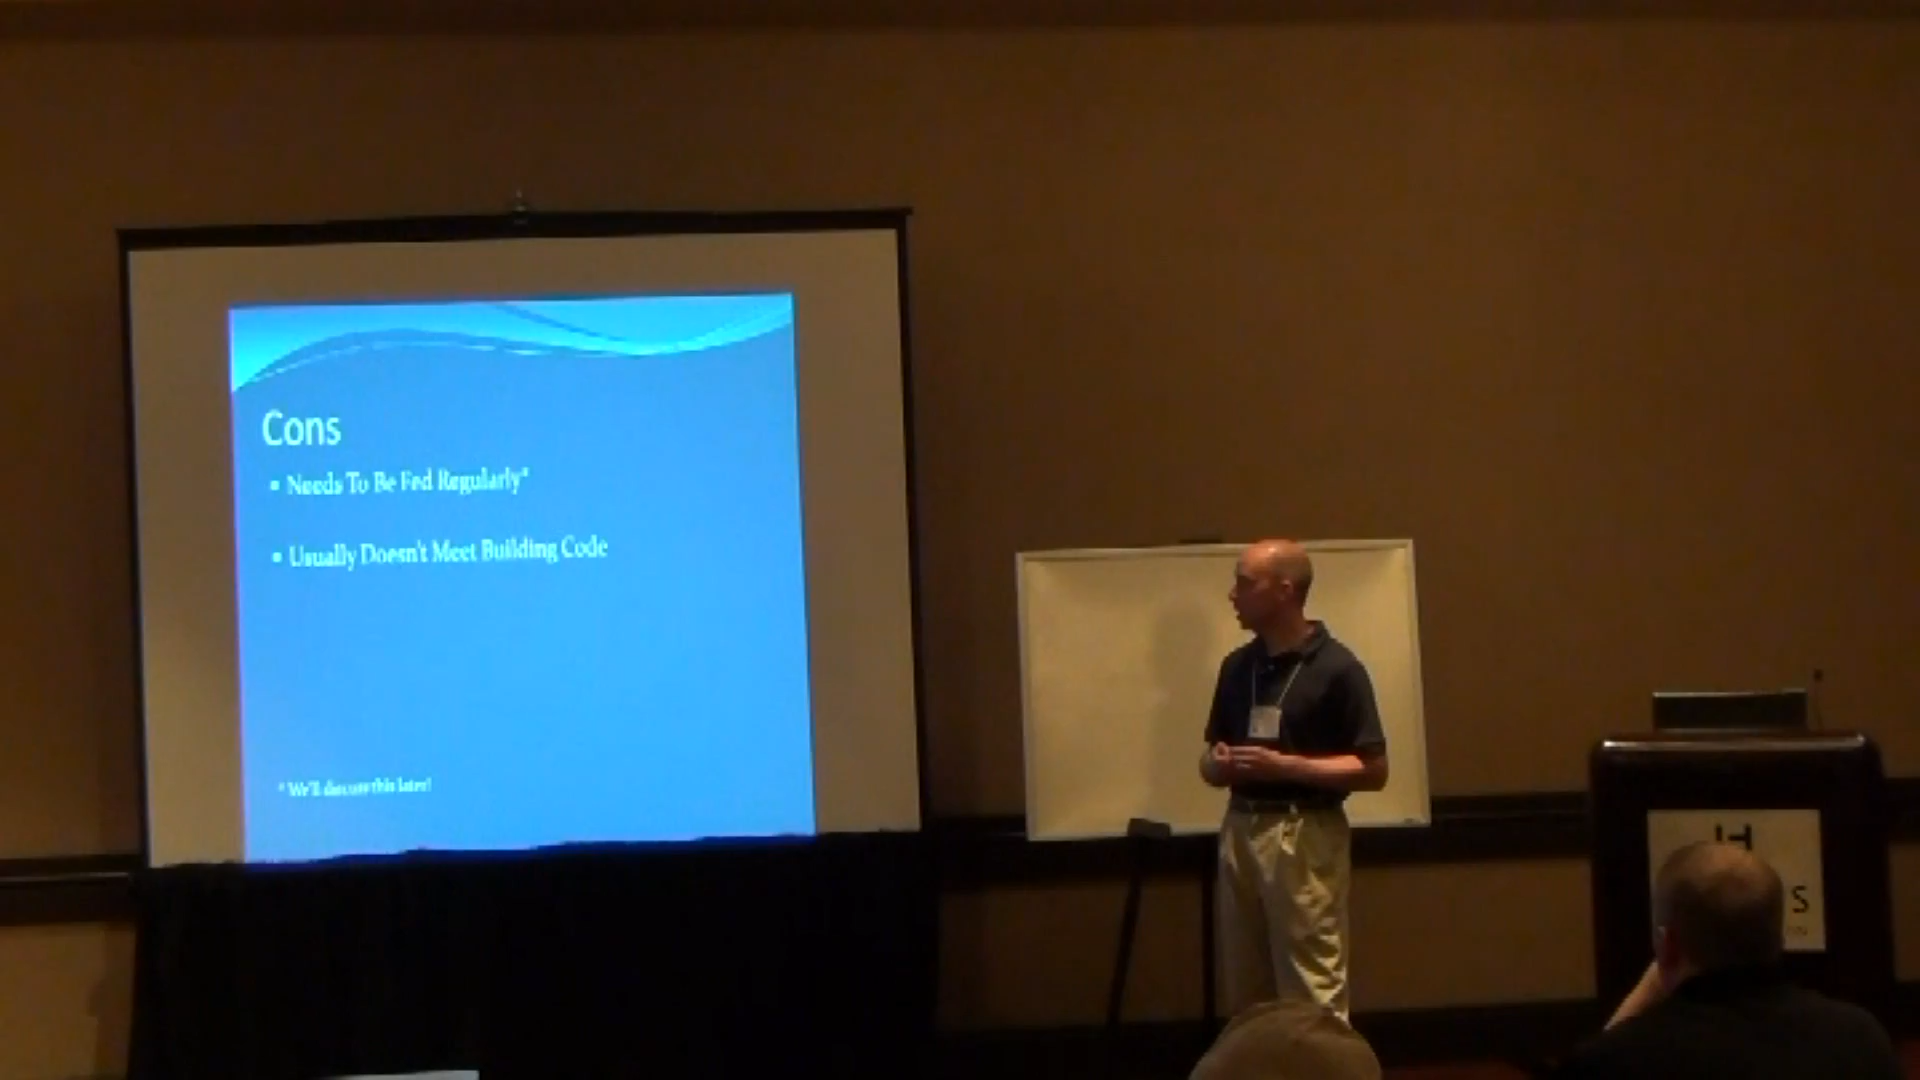 Cons
▪ Needs To Be Fed Regularly*
▪ Usually Doesn't Meet Building Code
* We'll discuss this later!
H
S